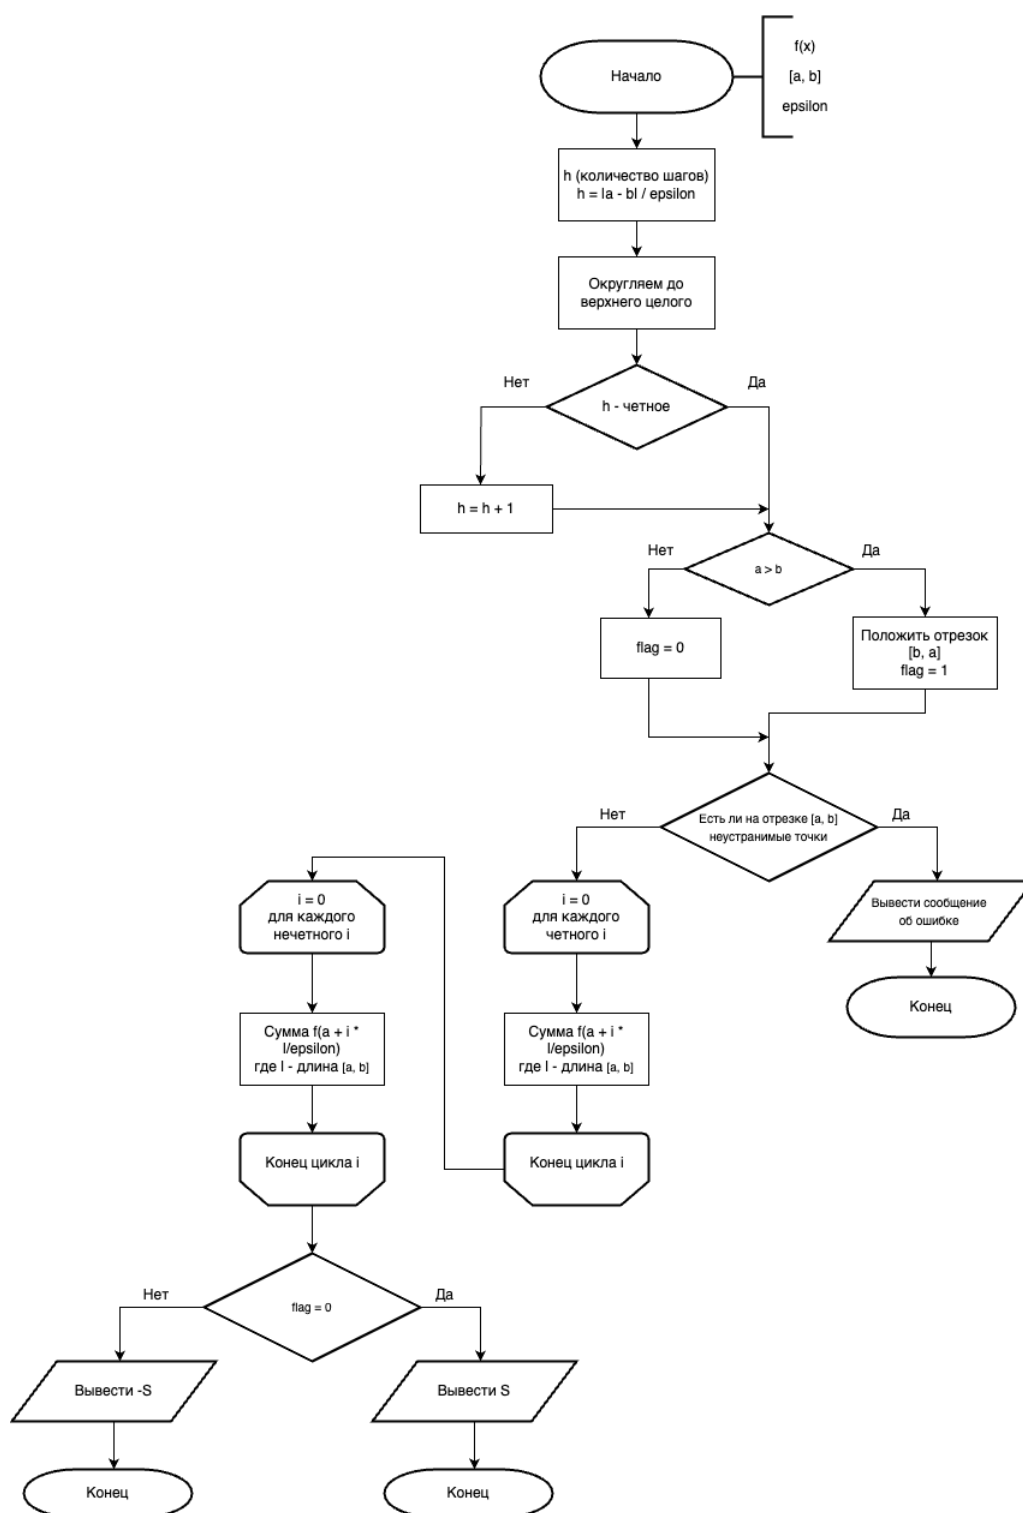 Начало
f(x)
[a, b]
epsilon
h (количество шагов)
h = |a - b| / epsilon
Округляем до
верхнего целого
Нет
Да
h - четное
h = h + 1
Нет
Да
a > b
flag = 0
Положить отрезок
[b, a]
flag = 1
Нет
Да
Есть ли на отрезке [a, b]
неустранимые точки
Вывести сообщение
об ошибке
Конец
i = 0
для каждого
четного i
Сумма f(a + i *
l/epsilon)
где l - длина [a, b]
Конец цикла i
i = 0
для каждого
нечетного i
Сумма f(a + i *
l/epsilon)
где l - длина [a, b]
Конец цикла i
Нет
Да
flag = 0
Вывести -S
Вывести S
Конец
Конец